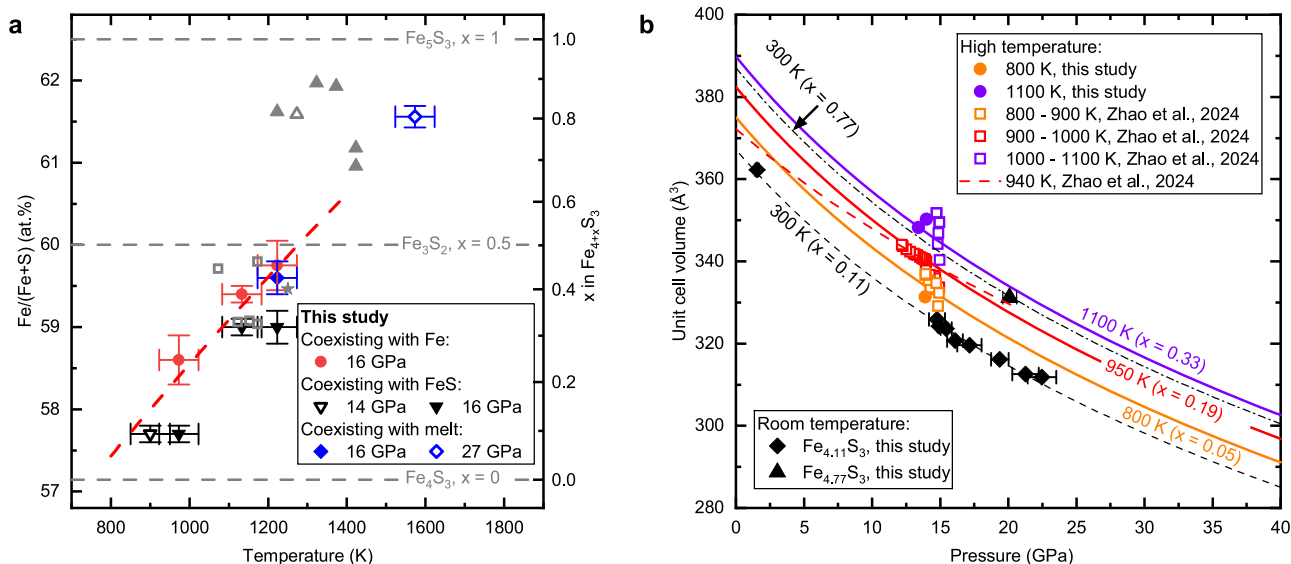 a
Fe/(Fe+S) (at.%)
62
61
60
59
58
57
800
1000
1200
1400
1600
1800
Temperature (K)
1.0
0.8
0.6
0.4
0.2
0.0
x in Fe₄₊ₓS₃
Fe₅S₃, x = 1
Fe₃S₂, x = 0.5
Fe₄S₃, x = 0
This study
Coexisting with Fe:
16 GPa
Coexisting with FeS:
14 GPa 16 GPa
Coexisting with melt:
16 GPa 27 GPa
b
Unit cell volume (Å³)
400
380
360
340
320
300
280
0
5
10
15
20
25
30
35
40
Pressure (GPa)
High temperature:
800 K, this study
1100 K, this study
800 - 900 K, Zhao et al., 2024
900 - 1000 K, Zhao et al., 2024
1000 - 1100 K, Zhao et al., 2024
940 K, Zhao et al., 2024
300 K (x = 0.77)
300 K (x = 0.11)
1100 K (x = 0.33)
950 K (x = 0.19)
800 K (x = 0.05)
Room temperature:
Fe₄.₁₁S₃, this study
Fe₄.₇₇S₃, this study